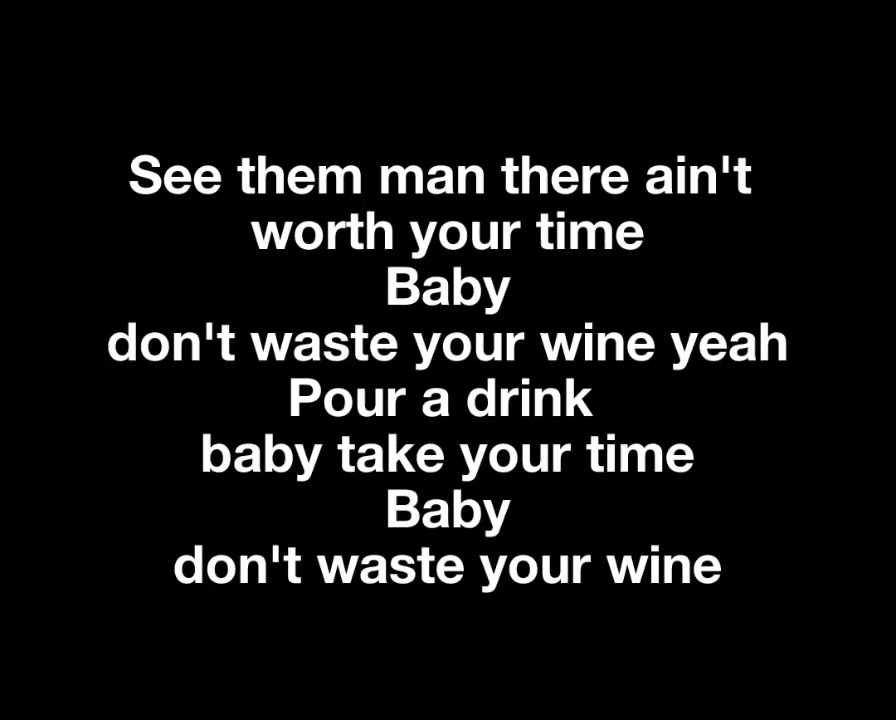 See them man there ain't
worth your time
Baby
don't waste your wine yeah
Pour a drink
baby take your time
Baby
don't waste your wine